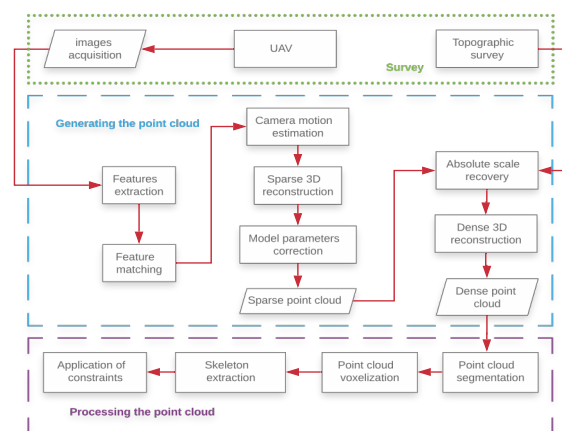 images
acquisition
UAV
Topographic
survey
Survey
Generating the point cloud
Camera motion
estimation
Features
extraction
Sparse 3D
reconstruction
Absolute scale
recovery
Feature
matching
Model parameters
correction
Dense 3D
reconstruction
Sparse point cloud
Dense point
cloud
Application of
constraints
Skeleton
extraction
Point cloud
voxelization
Point cloud
segmentation
Processing the point cloud